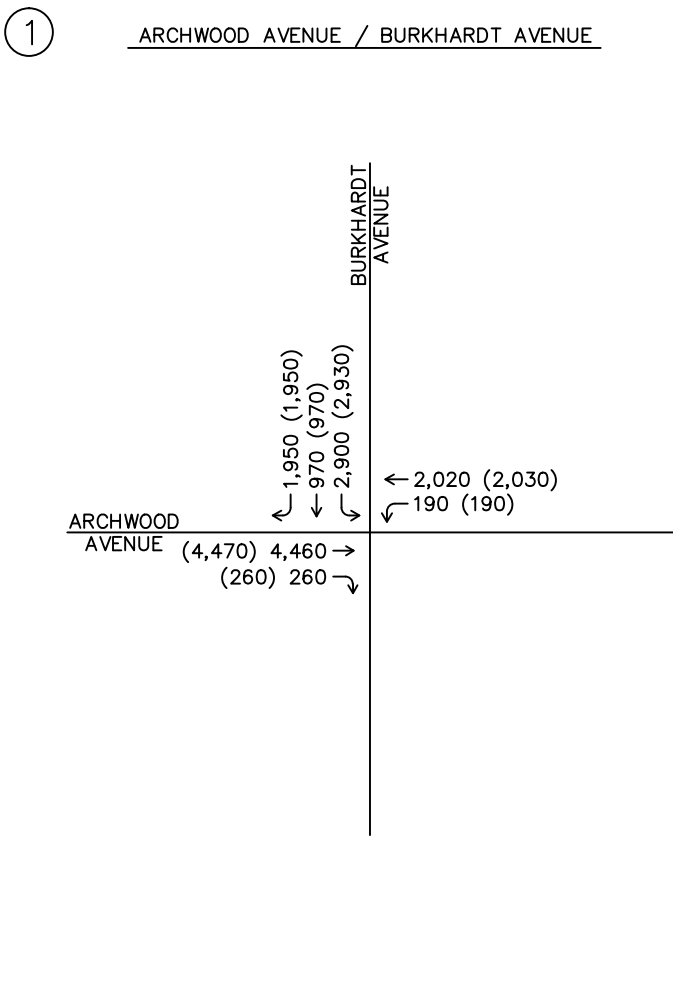 1
ARCHWOOD AVENUE / BURKHARDT AVENUE
BURKHARDT
AVENUE
1,950 (1,950)
970 (970)
2,900 (2,930)
2,020 (2,030)
190 (190)
ARCHWOOD
AVENUE
(4,470) 4,460
(260) 260